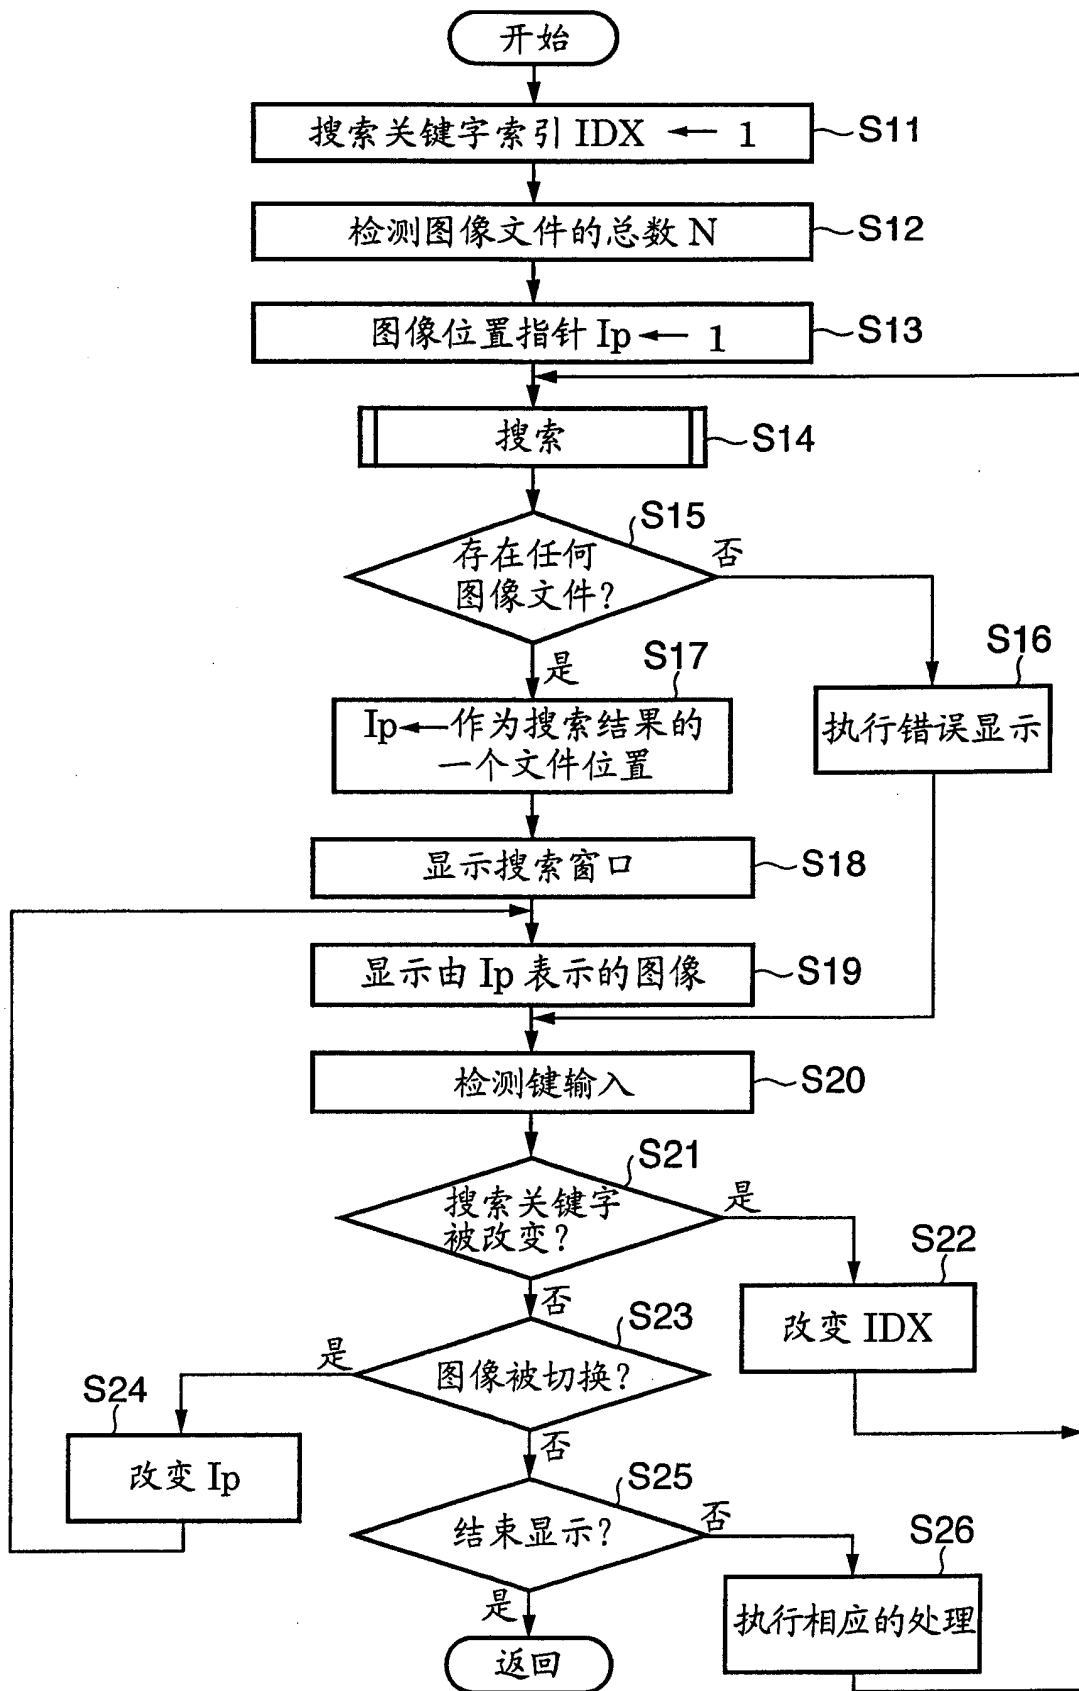 开始
搜索关键字索引 IDX ← 1
S11
检测图像文件的总数 N
S12
图像位置指针 Ip ← 1
S13
搜索
S14
S15
存在任何
图像文件?
否
是
S16
执行错误显示
S17
Ip←作为搜索结果的
一个文件位置
显示搜索窗口
S18
显示由 Ip 表示的图像
S19
检测键输入
S20
S21
搜索关键字
被改变?
是
否
S22
改变 IDX
S23
图像被切换?
是
否
S24
改变 Ip
S25
结束显示?
否
是
S26
执行相应的处理
返回